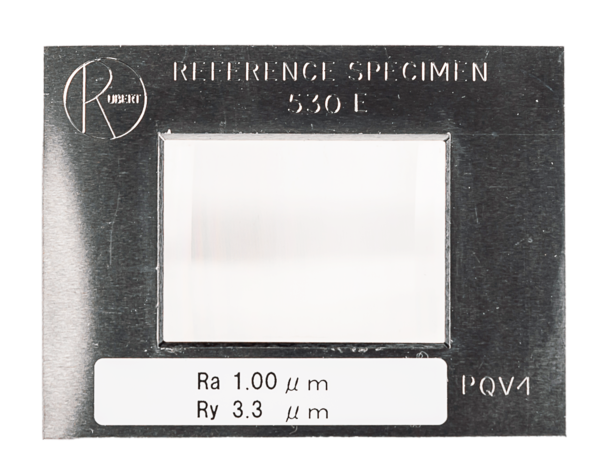 RUBERT
REFERENCE SPECIMEN
530 E
Ra 1.00 μm
Ry 3.3 μm
PQV1